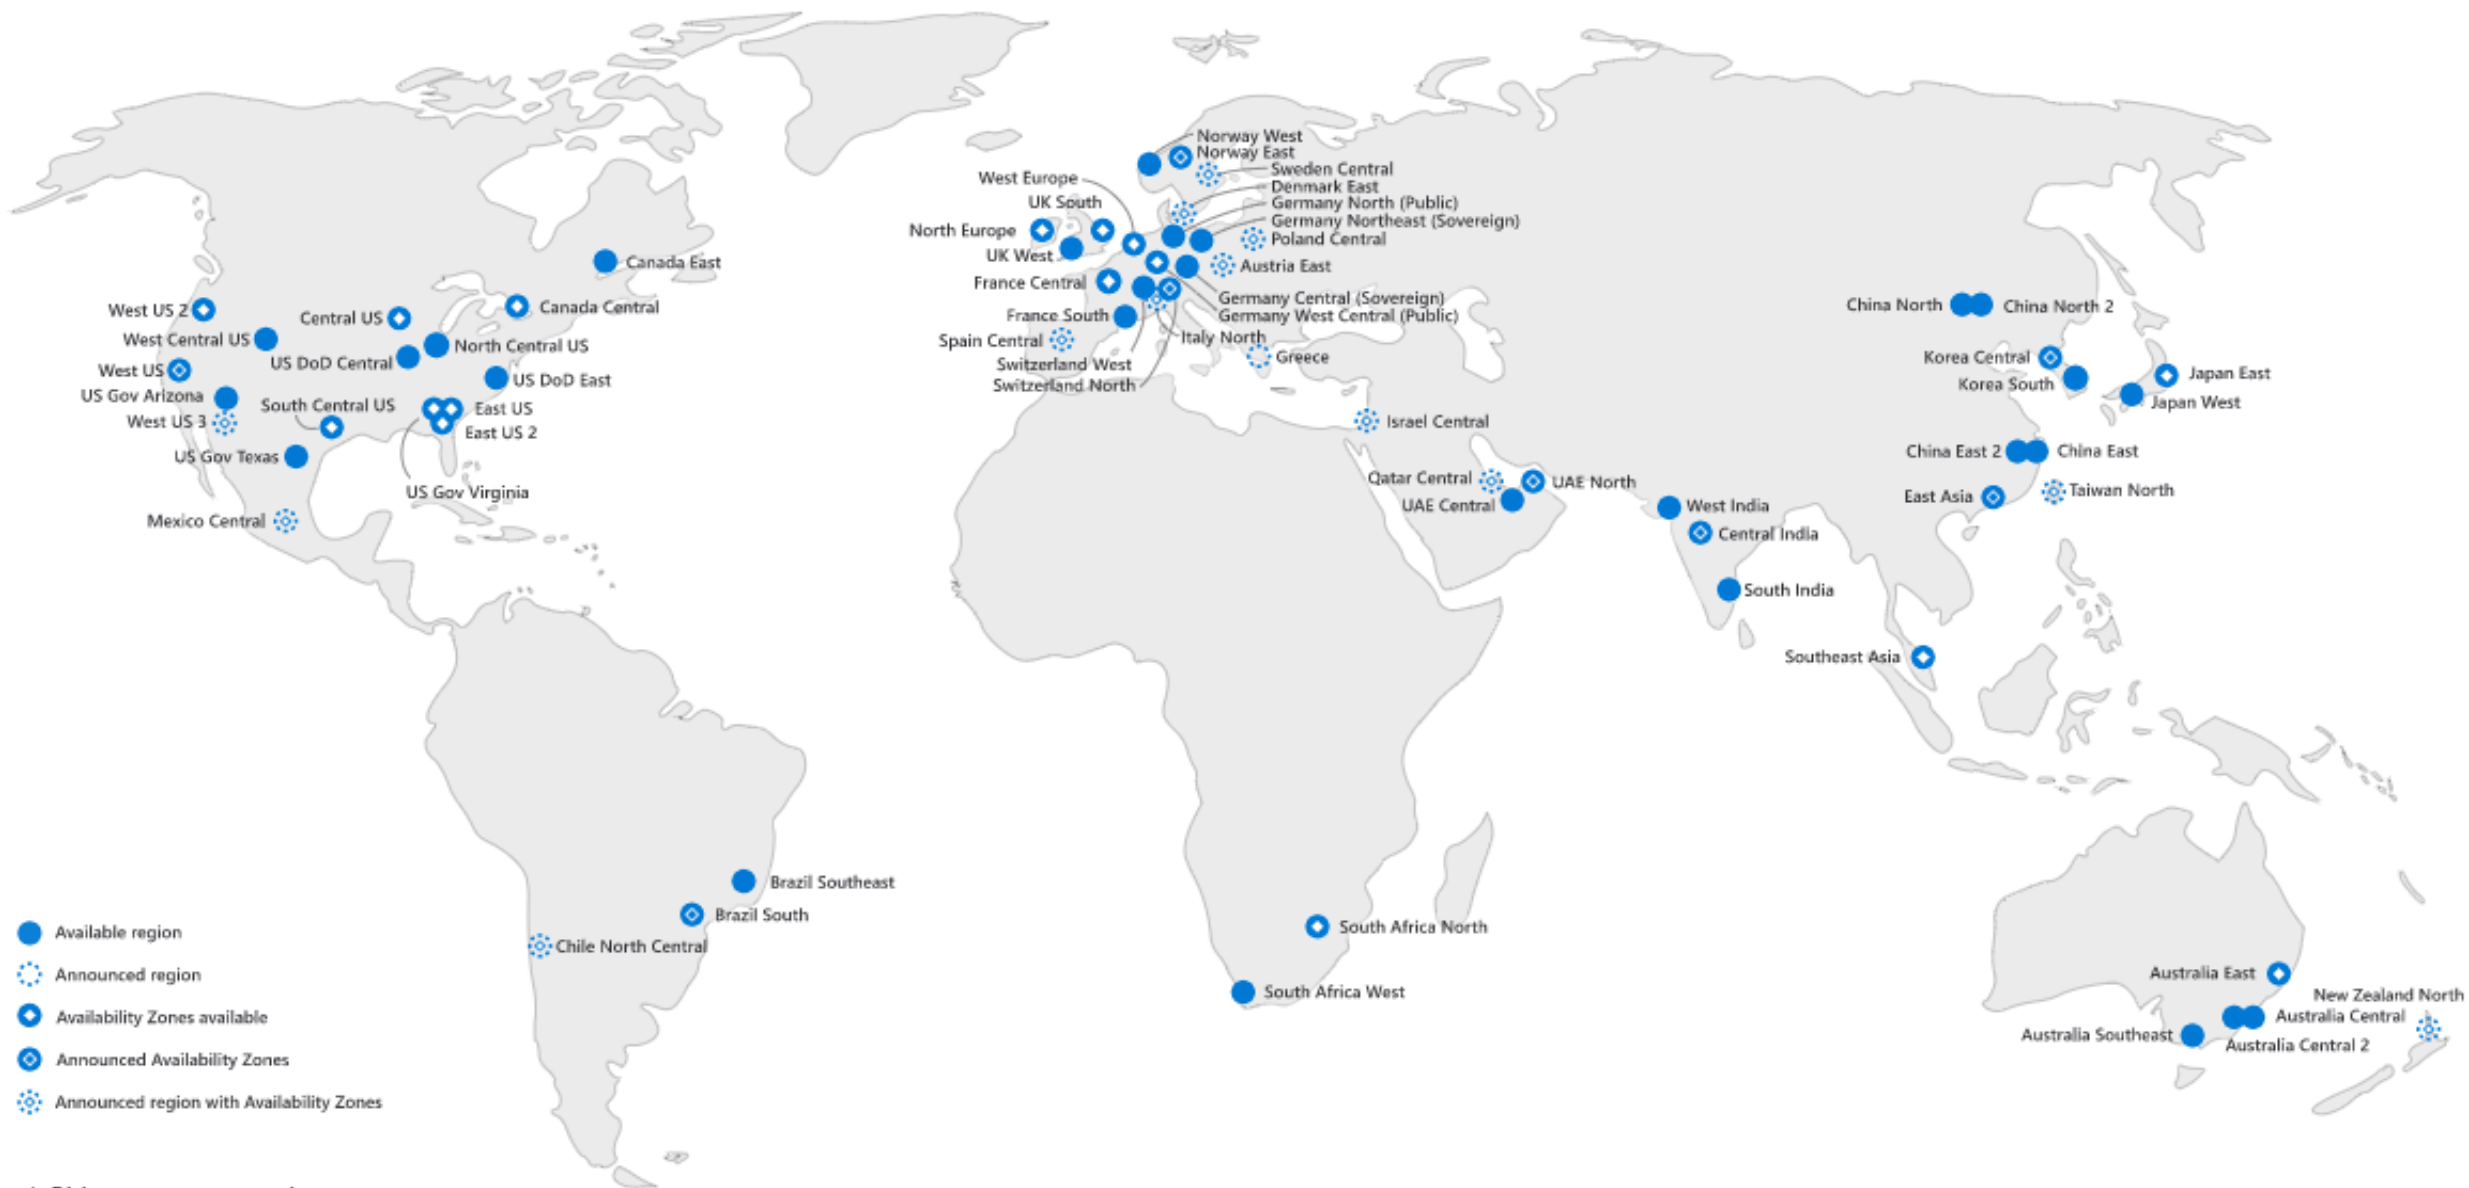 Norway West
Norway East
Sweden Central
West Europe
Denmark East
UK South
Germany North (Public)
Germany Northeast (Sovereign)
North Europe
Poland Central
UK West
Austria East
France Central
Germany Central (Sovereign)
Germany West Central (Public)
France South
Italy North
Spain Central
Greece
Switzerland West
Switzerland North
Canada East
Canada Central
West US 2
Central US
West Central US
North Central US
US DoD Central
West US
US DoD East
US Gov Arizona
South Central US
East US
West US 3
East US 2
US Gov Texas
US Gov Virginia
Mexico Central
Israel Central
Qatar Central
UAE North
UAE Central
West India
Central India
South India
China North
China North 2
Korea Central
Korea South
Japan East
Japan West
China East 2
China East
East Asia
Taiwan North
Southeast Asia
Brazil Southeast
Brazil South
Chile North Central
South Africa North
South Africa West
Australia East
New Zealand North
Australia Central
Australia Southeast
Australia Central 2
Available region
Announced region
Availability Zones available
Announced Availability Zones
Announced region with Availability Zones